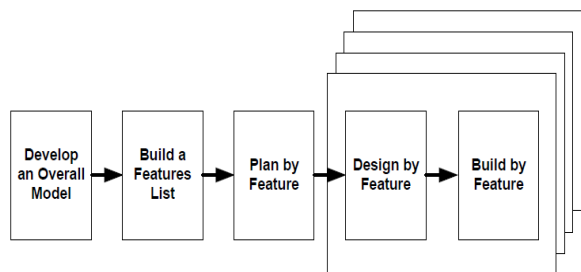 Develop
an Overall
Model
Build a
Features
List
Plan by
Feature
Design by
Feature
Build by
Feature